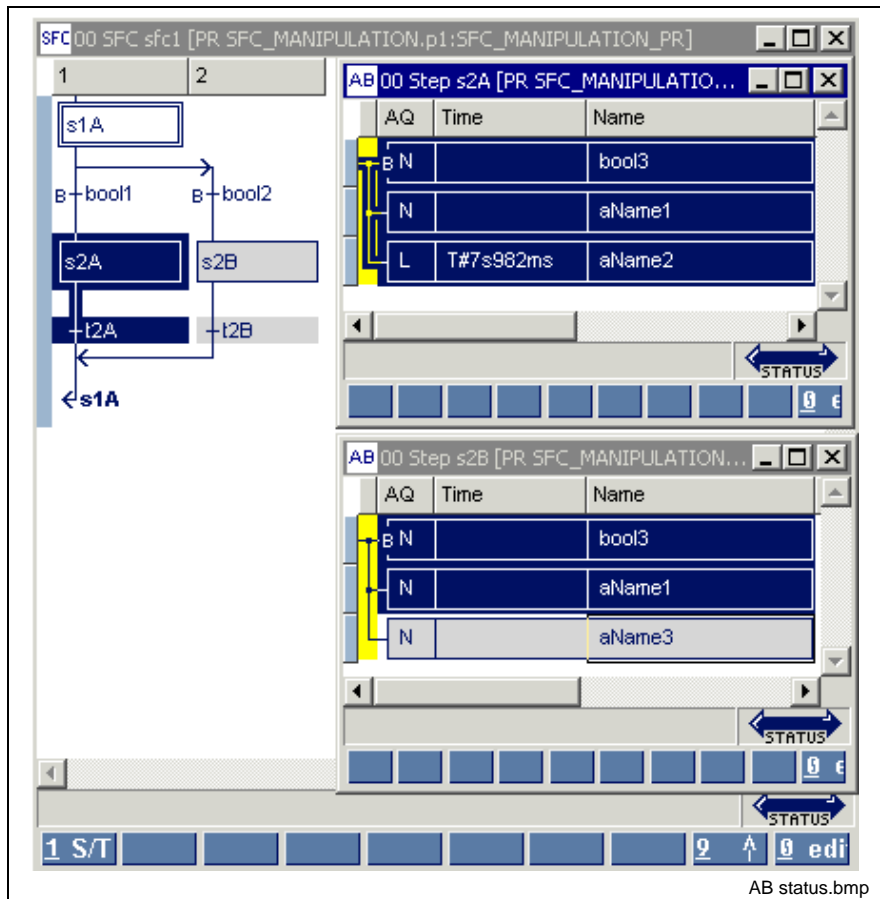 SFC 00 SFC sfc1 [PR SFC_MANIPULATION.p1:SFC_MANIPULATION_PR]
1 2
s1A
B bool1 B bool2
s2A s2B
t2A t2B
s1A
AB 00 Step s2A [PR SFC_MANIPULATIO...
AQ Time Name
B N bool3
N aName1
L T#7s982ms aName2
STATUS
0 e
AB 00 Step s2B [PR SFC_MANIPULATION...
AQ Time Name
B N bool3
N aName1
N aName3
STATUS
0 e
STATUS
1 S/T 9 0 edi
AB status.bmp